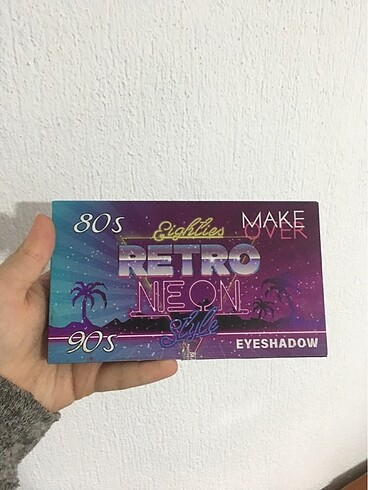 80s
Eighties
MAKE
OVER
RETRO
NEON
Style
90s
EYESHADOW